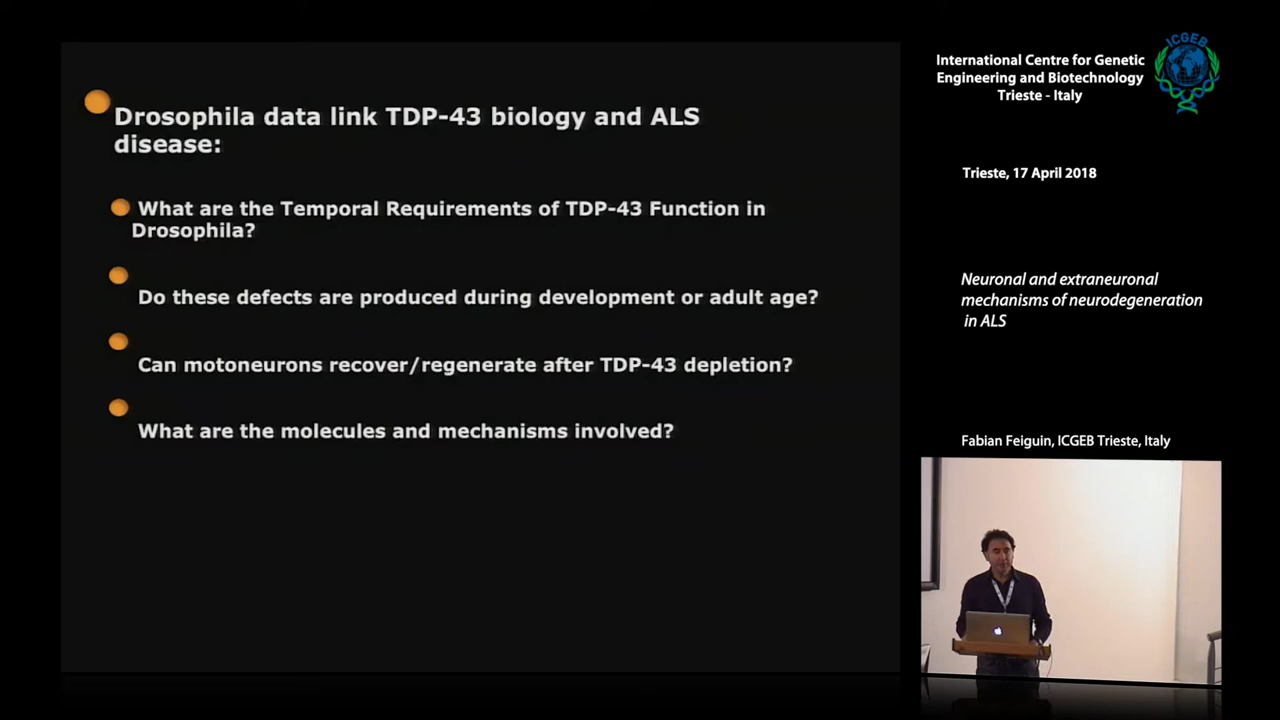 Drosophila data link TDP-43 biology and ALS
disease:
What are the Temporal Requirements of TDP-43 Function in
Drosophila?
Do these defects are produced during development or adult age?
Can motoneurons recover/regenerate after TDP-43 depletion?
What are the molecules and mechanisms involved?
International Centre for Genetic
Engineering and Biotechnology
Trieste - Italy
ICGEB
Trieste, 17 April 2018
Neuronal and extraneuronal
mechanisms of neurodegeneration
in ALS
Fabian Feiguin, ICGEB Trieste, Italy